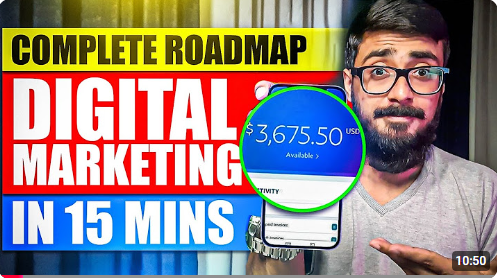 COMPLETE ROADMAP
DIGITAL
MARKETING
IN 15 MINS
$3,675.50 USD
Available >
10:50